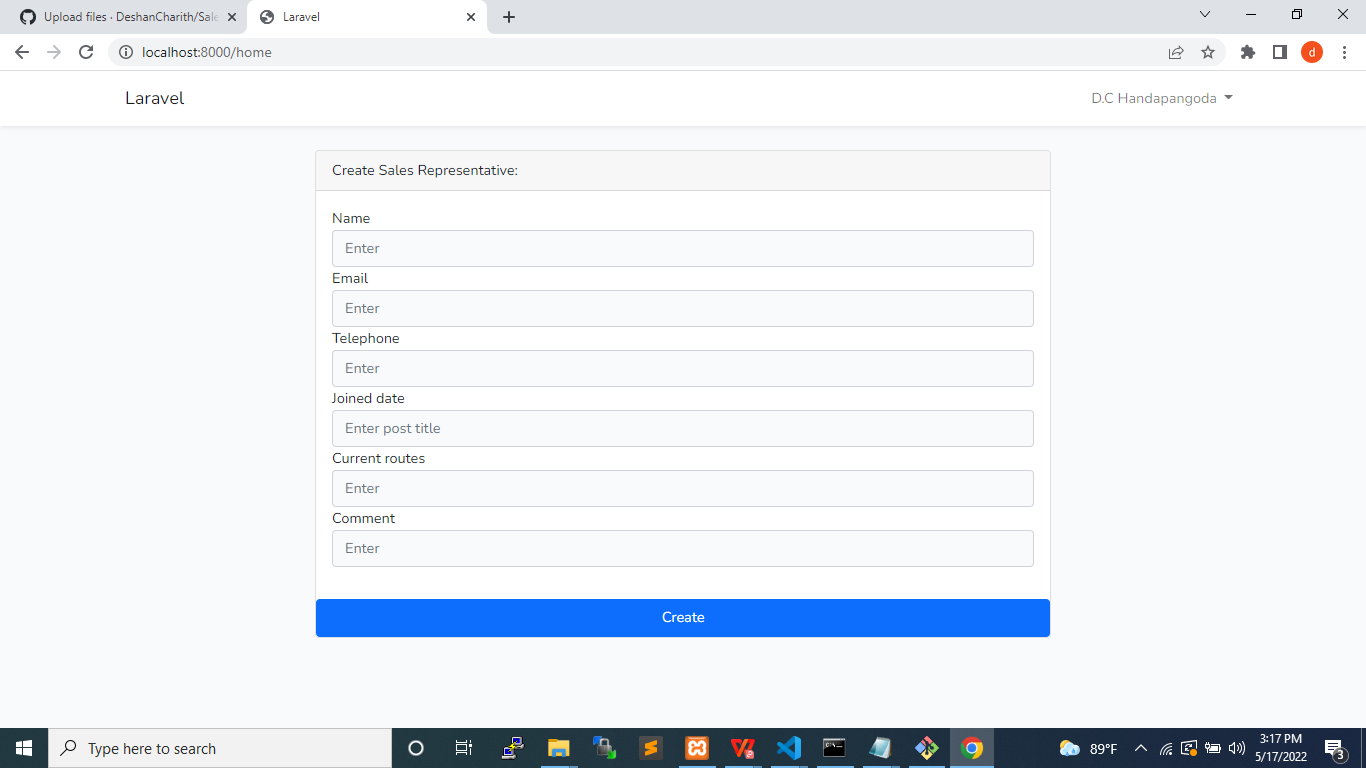 Upload files · DeshanCharith/Sale
Laravel
localhost:8000/home
d
Laravel
D.C Handapangoda
Create Sales Representative:
Name
Enter
Email
Enter
Telephone
Enter
Joined date
Enter post title
Current routes
Enter
Comment
Enter
Create
Type here to search
89°F
3:17 PM
5/17/2022
3